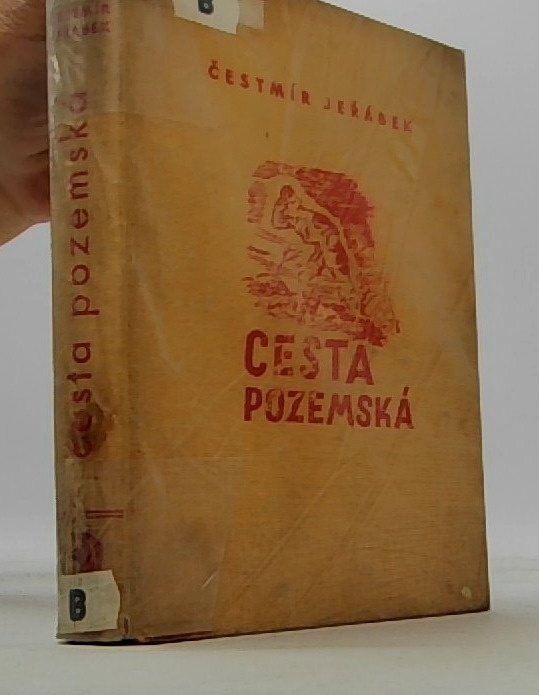 B
ČESTMÍR JEŘÁBEK
CESTA
POZEMSKÁ
cesta pozemská
B